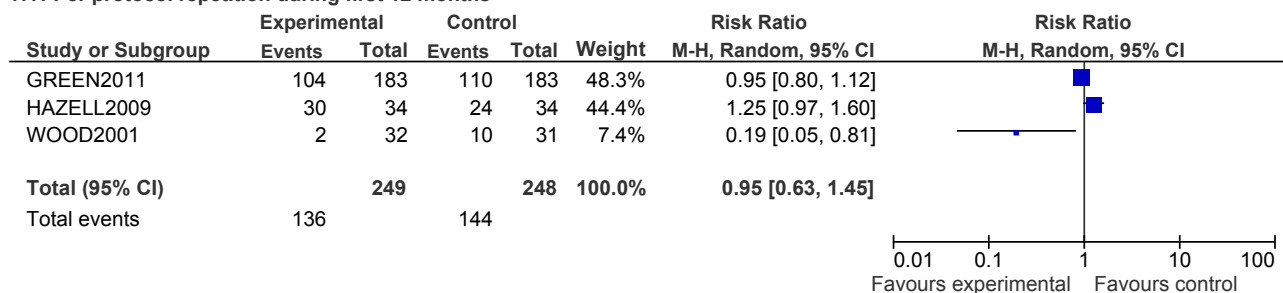 Experimental Control Risk Ratio Risk Ratio
Study or Subgroup Events Total Events Total Weight M-H, Random, 95% CI M-H, Random, 95% CI
GREEN2011 104 183 110 183 48.3% 0.95 [0.80, 1.12]
HAZELL2009 30 34 24 34 44.4% 1.25 [0.97, 1.60]
WOOD2001 2 32 10 31 7.4% 0.19 [0.05, 0.81]
Total (95% CI) 249 248 100.0% 0.95 [0.63, 1.45]
Total events 136 144
0.01 0.1 1 10 100
Favours experimental Favours control